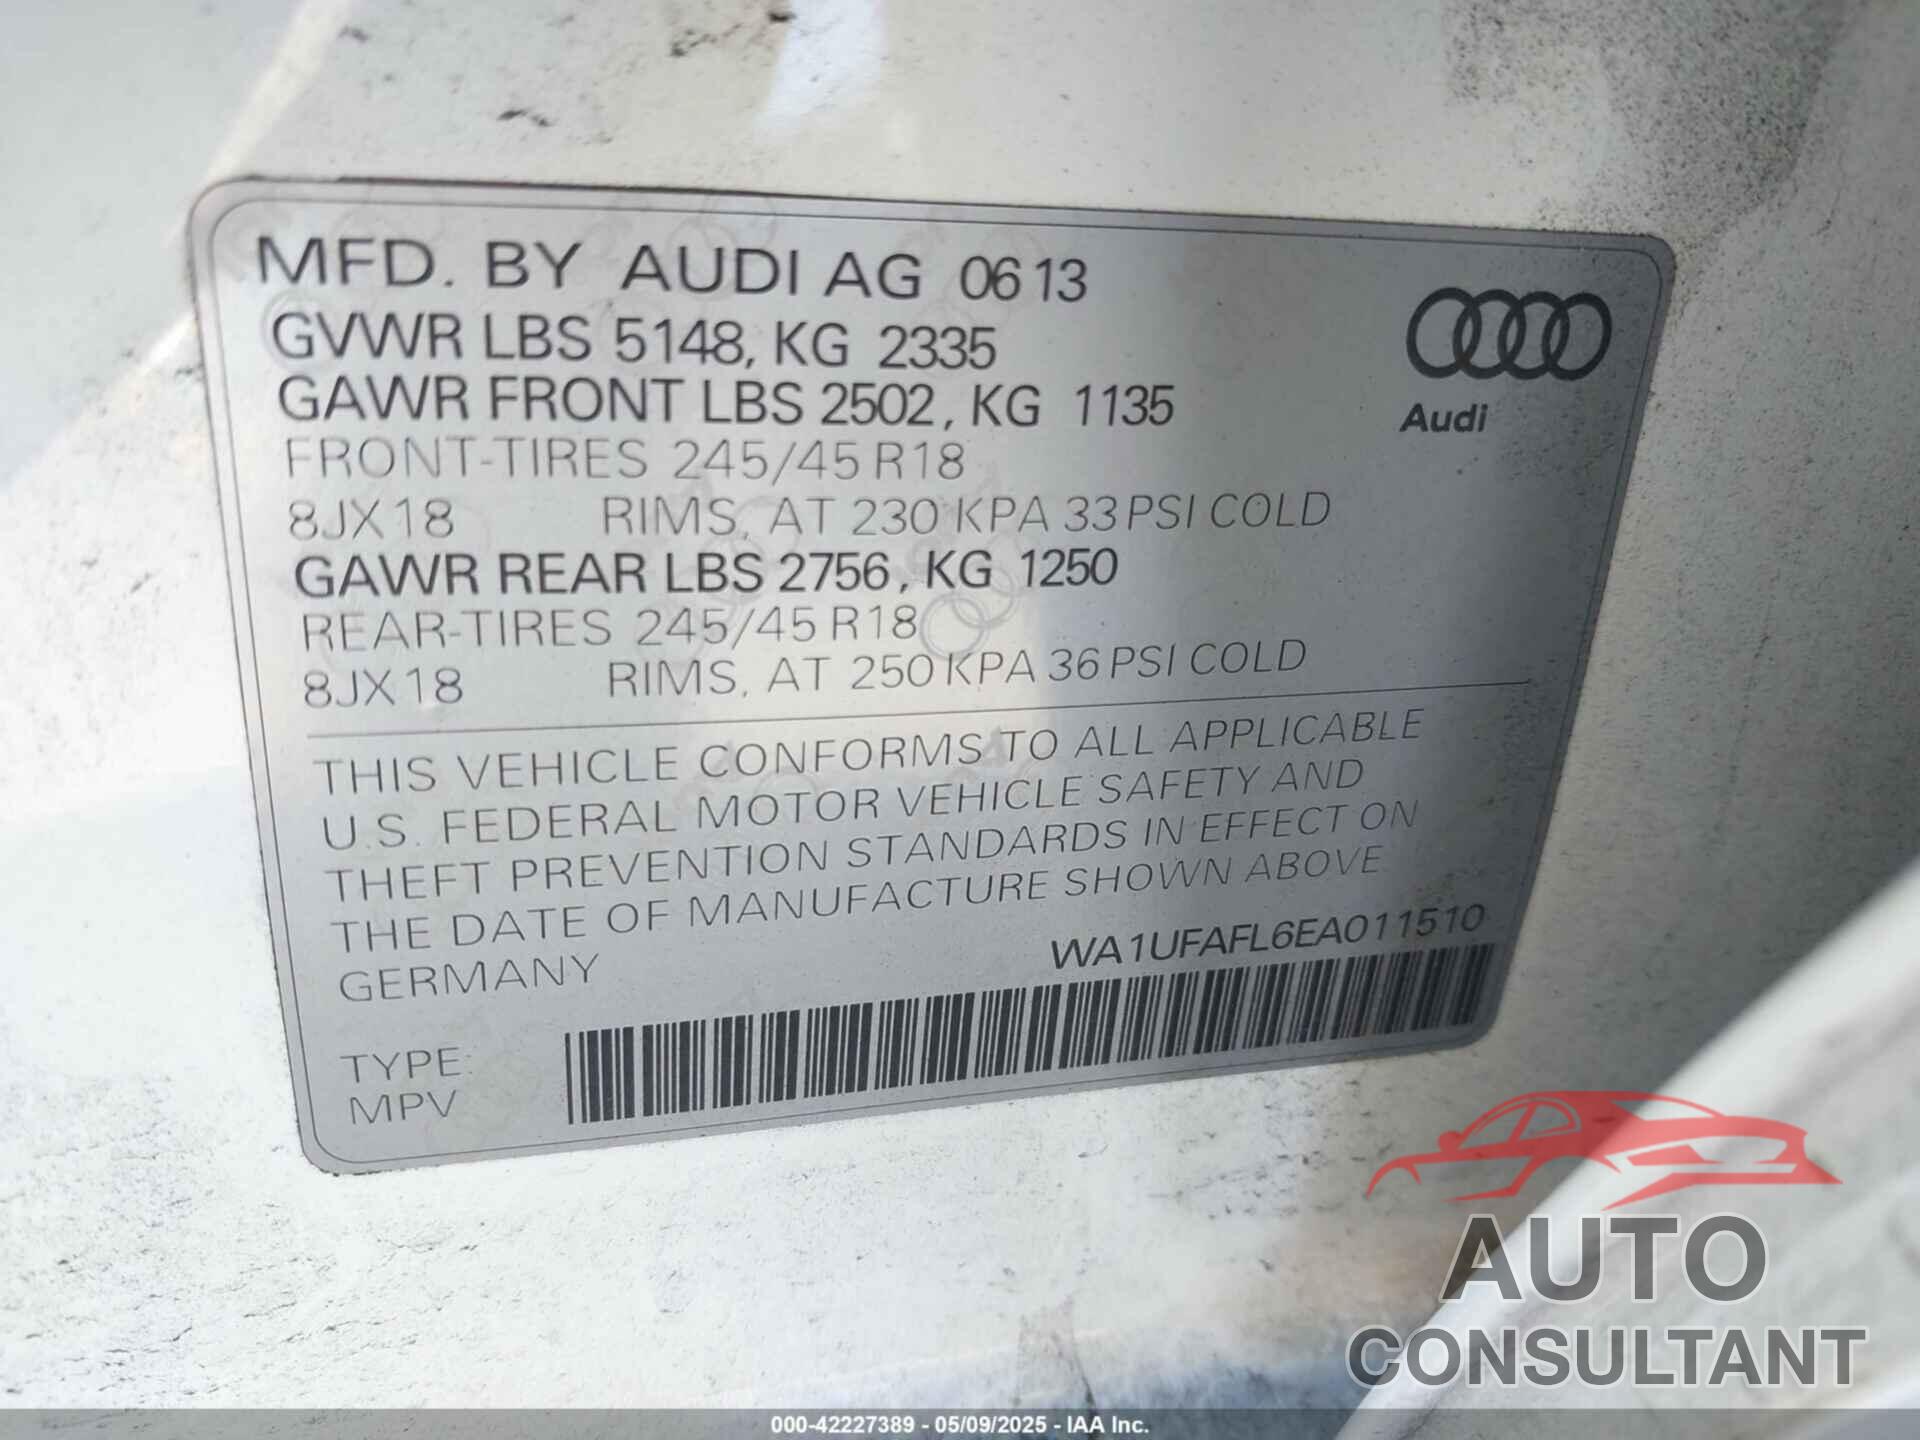 MFD. BY AUDI AG 0613
GVWR LBS 5148, KG 2335
GAWR FRONT LBS 2502, KG 1135
FRONT-TIRES 245/45 R18
8JX18 RIMS, AT 230 KPA 33 PSI COLD
GAWR REAR LBS 2756, KG 1250
REAR-TIRES 245/45 R18
8JX18 RIMS, AT 250 KPA 36 PSI COLD
Audi
THIS VEHICLE CONFORMS TO ALL APPLICABLE
U.S. FEDERAL MOTOR VEHICLE SAFETY AND
THEFT PREVENTION STANDARDS IN EFFECT ON
THE DATE OF MANUFACTURE SHOWN ABOVE
GERMANY
WA1UFAFL6EA011510
TYPE:
MPV
AUTO
CONSULTANT
000-42227389 - 05/09/2025 - IAA Inc.